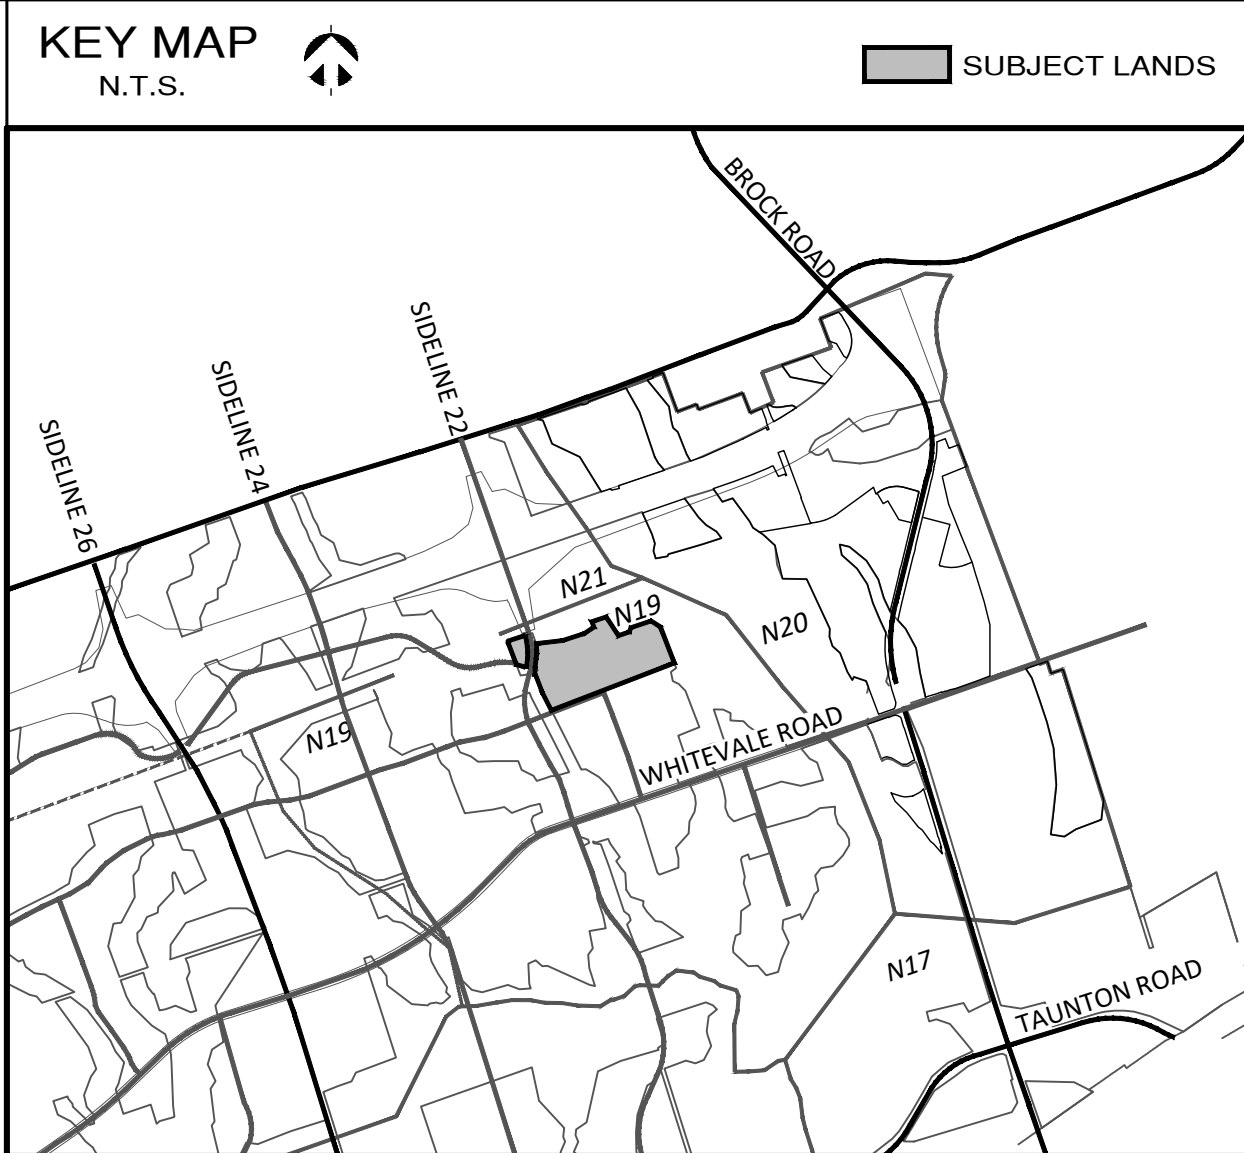 KEY MAP
N.T.S.
SUBJECT LANDS
BROCK ROAD
SIDELINE 22
SIDELINE 24
SIDELINE 26
N21
N19
N20
N19
WHITEVALE ROAD
N17
TAUNTON ROAD